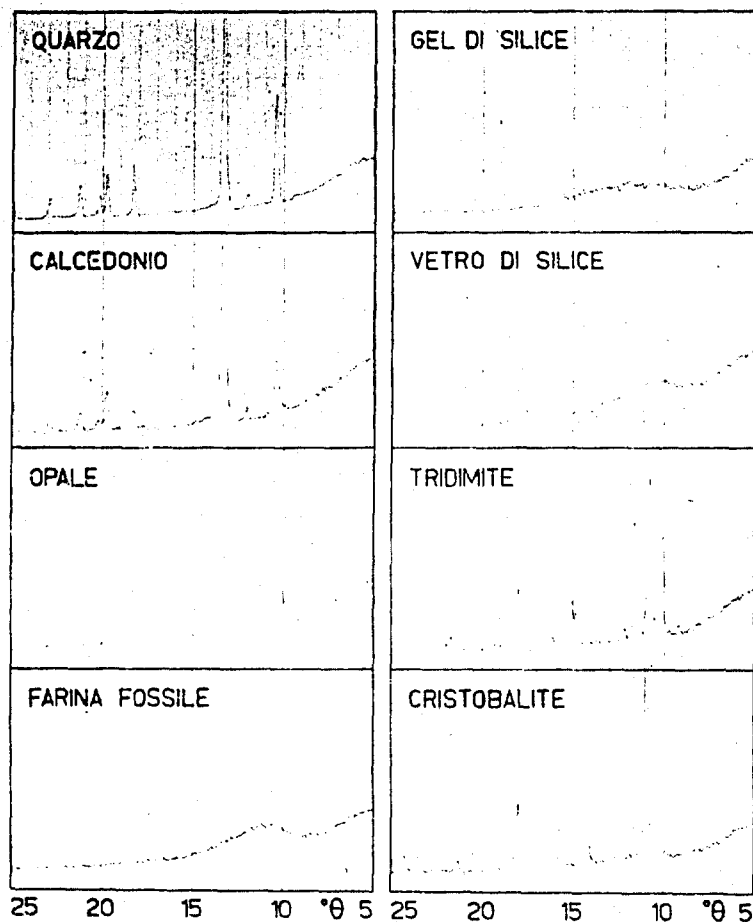 QUARZO
GEL DI SILICE
CALCEDONIO
VETRO DI SILICE
OPALE
TRIDIMITE
FARINA FOSSILE
CRISTOBALITE
25 20 15 10 °θ 5
25 20 15 10 °θ 5